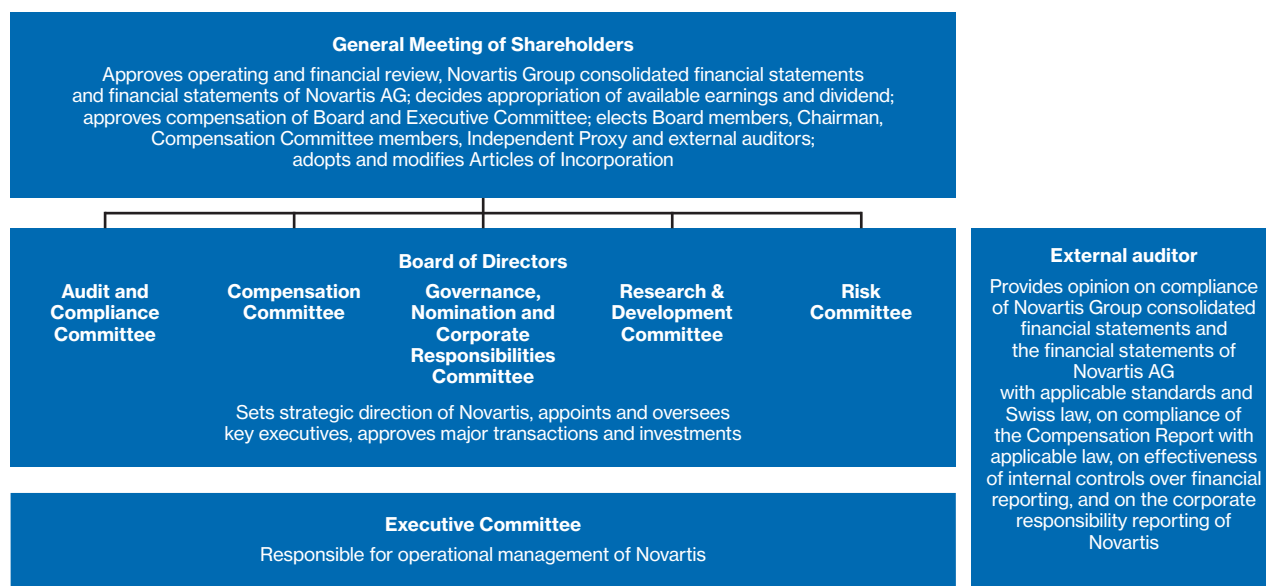 General Meeting of Shareholders
Approves operating and financial review, Novartis Group consolidated financial statements
and financial statements of Novartis AG; decides appropriation of available earnings and dividend;
approves compensation of Board and Executive Committee; elects Board members, Chairman,
Compensation Committee members, Independent Proxy and external auditors;
adopts and modifies Articles of Incorporation
Board of Directors
Audit and
Compliance
Committee
Compensation
Committee
Governance,
Nomination and
Corporate
Responsibilities
Committee
Research &
Development
Committee
Risk
Committee
Sets strategic direction of Novartis, appoints and oversees
key executives, approves major transactions and investments
External auditor
Provides opinion on compliance
of Novartis Group consolidated
financial statements and
the financial statements of
Novartis AG
with applicable standards and
Swiss law, on compliance of
the Compensation Report with
applicable law, on effectiveness
of internal controls over financial
reporting, and on the corporate
responsibility reporting of
Novartis
Executive Committee
Responsible for operational management of Novartis